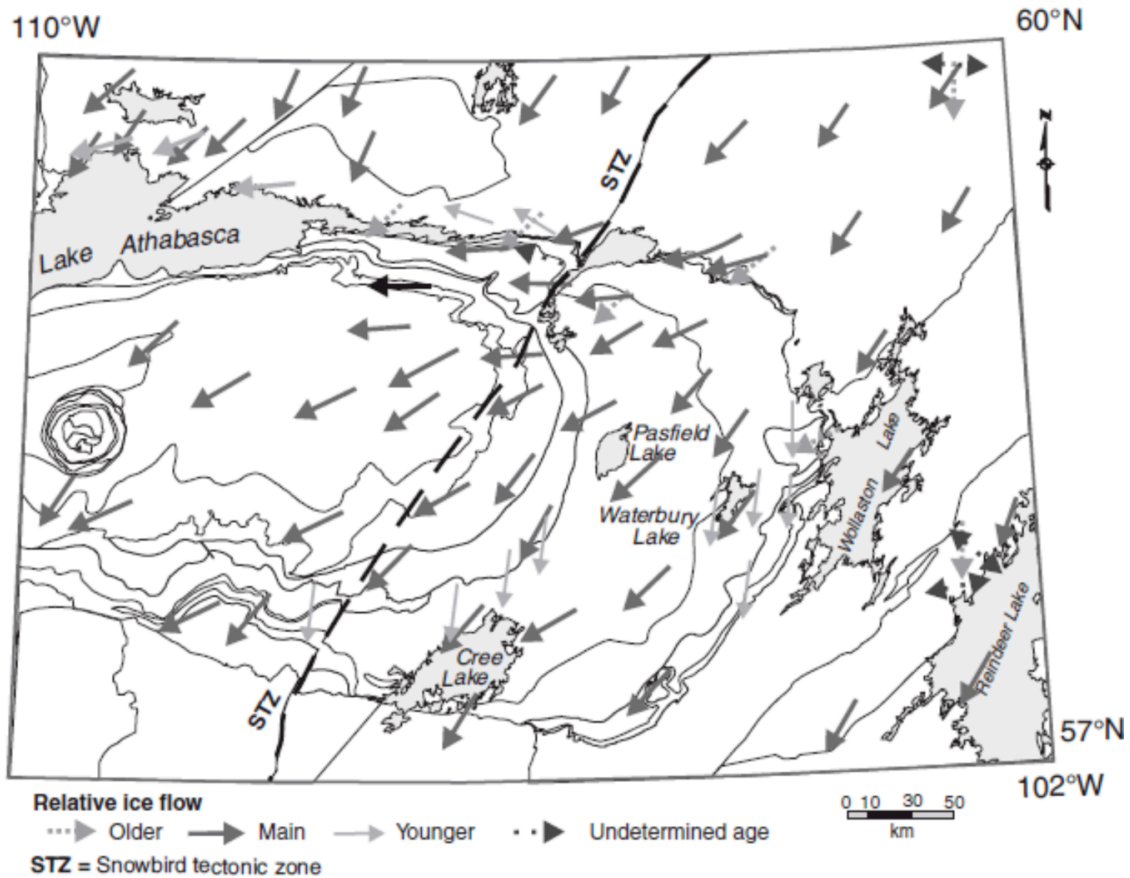 110°W
60°N
N
STZ
Lake Athabasca
Pasfield
Lake
Waterbury
Lake
Wollaston Lake
Reindeer Lake
Cree
Lake
STZ
57°N
102°W
Relative ice flow
Older
Main
Younger
Undetermined age
0 10 30 50
km
STZ = Snowbird tectonic zone